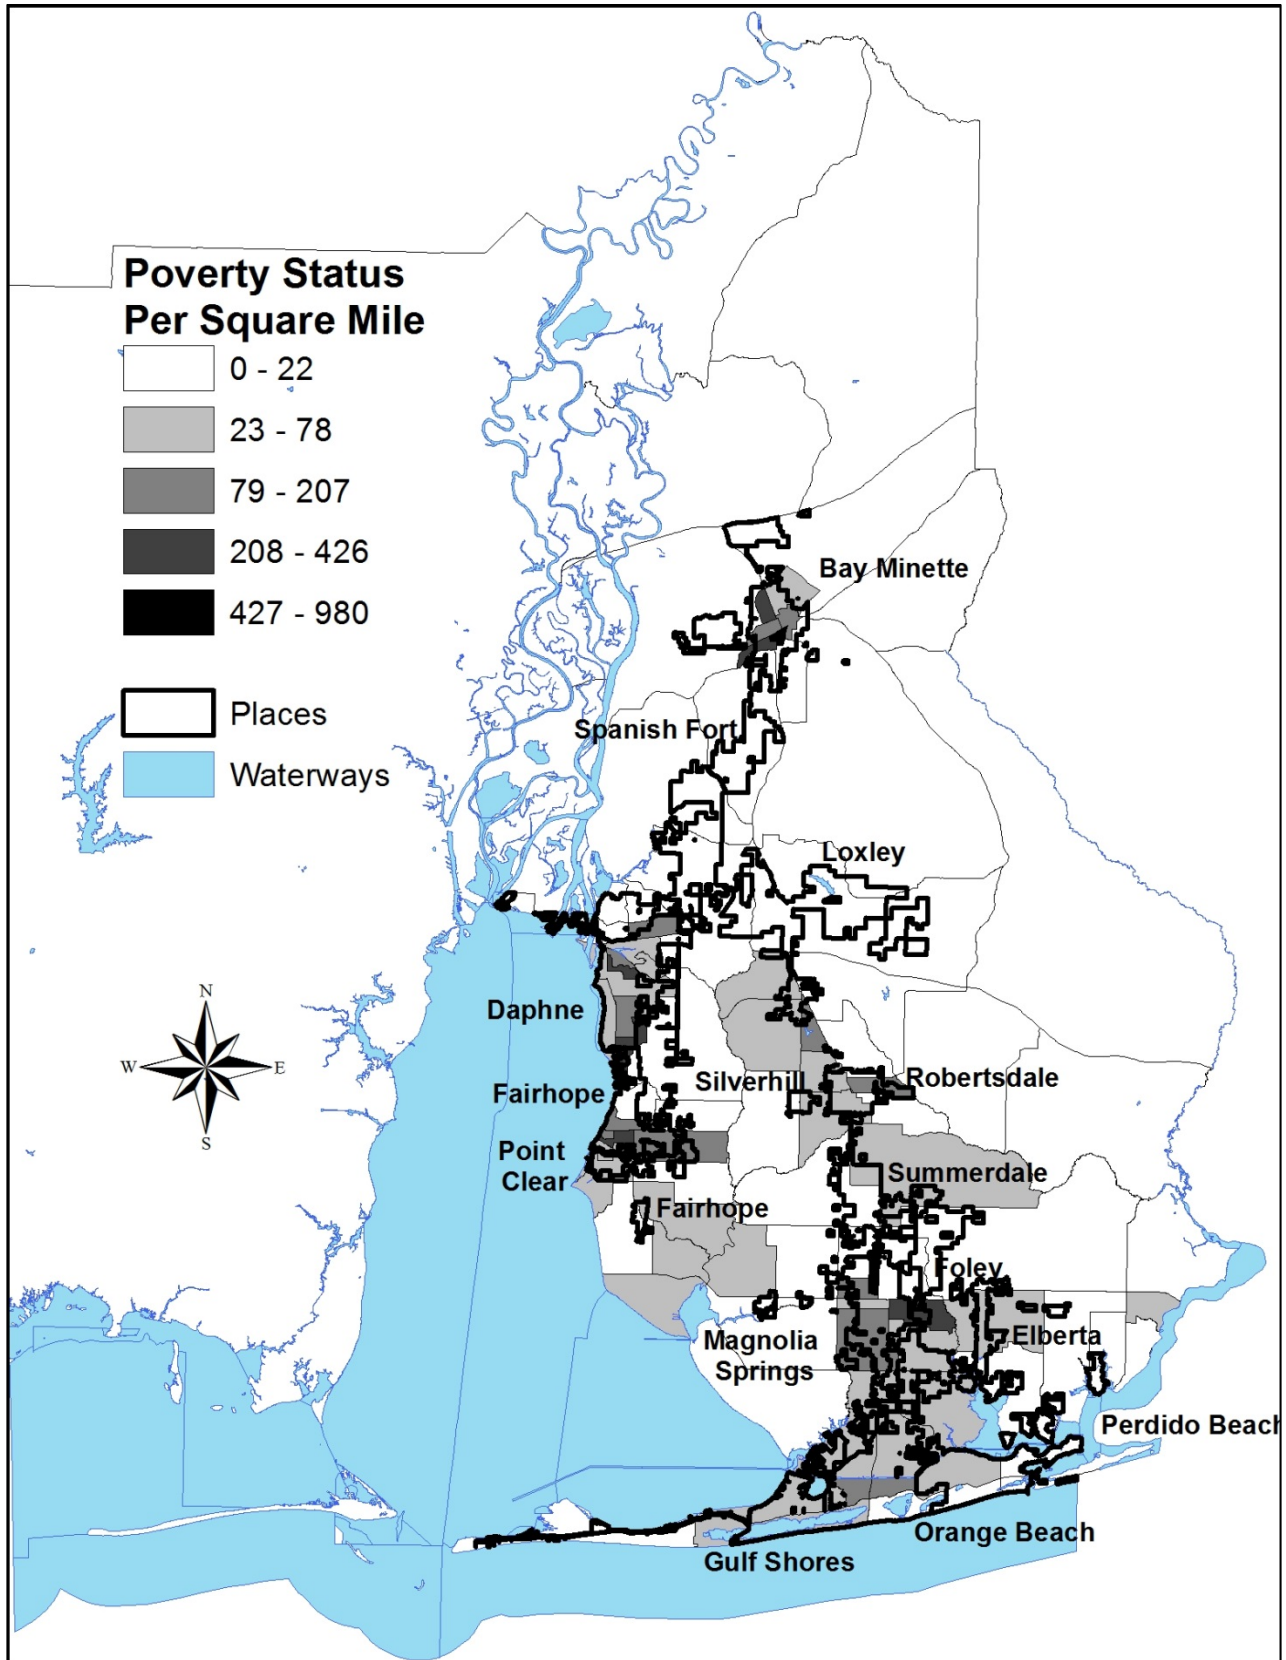 Poverty Status
Per Square Mile
0 - 22
23 - 78
79 - 207
208 - 426
427 - 980
Places
Waterways
Bay Minette
Spanish Fort
Loxley
N
W
E
S
Daphne
Silverhill
Robertsdale
Fairhope
Point
Clear
Summerdale
Fairhope
Foley
Magnolia
Springs
Elberta
Perdido Beach
Orange Beach
Gulf Shores